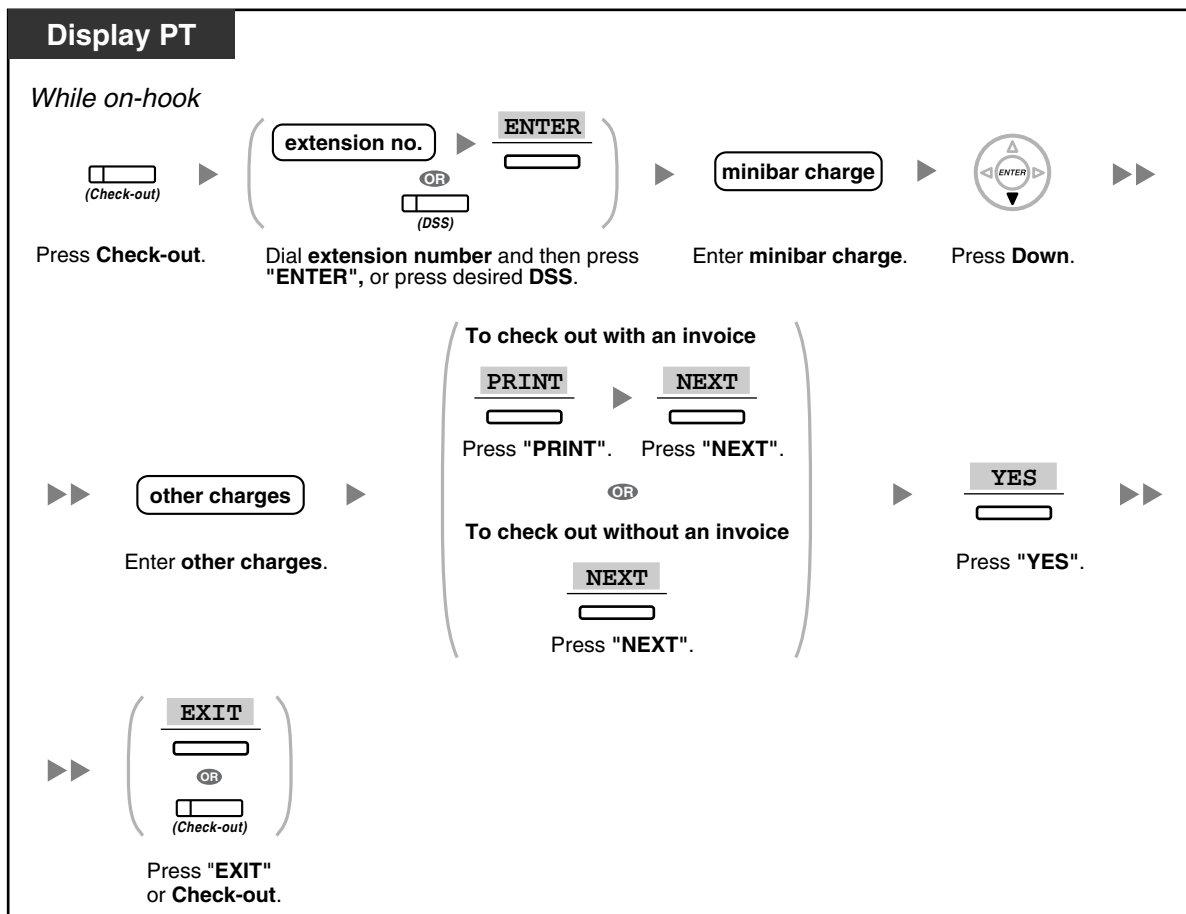 Display PT
While on-hook
(Check-out)
extension no.
ENTER
OR
(DSS)
minibar charge
ENTER
Press Check-out.
Dial extension number and then press
"ENTER", or press desired DSS.
Enter minibar charge.
Press Down.
other charges
Enter other charges.
To check out with an invoice
PRINT
NEXT
Press "PRINT".
Press "NEXT".
OR
To check out without an invoice
NEXT
Press "NEXT".
YES
Press "YES".
EXIT
OR
(Check-out)
Press "EXIT"
or Check-out.